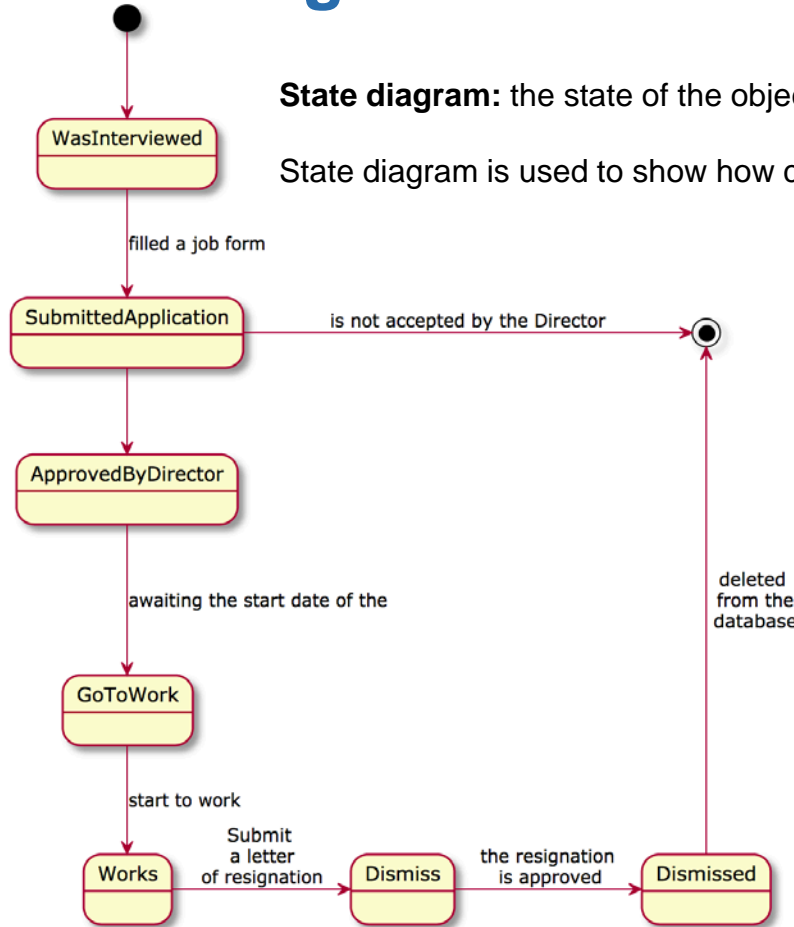 g
State diagram: the state of the objec
State diagram is used to show how
WasInterviewed
filled a job form
SubmittedApplication
is not accepted by the Director
ApprovedByDirector
awaiting the start date of the
deleted
from the
database
GoToWork
start to work
Submit
a letter
of resignation
the resignation
is approved
Works
Dismiss
Dismissed